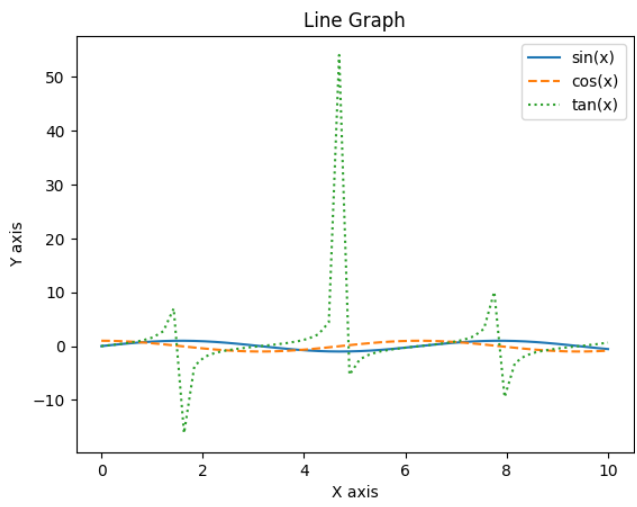 Line Graph
sin(x)
cos(x)
tan(x)
50
40
30
20
10
0
−10
Y axis
0 2 4 6 8 10
X axis